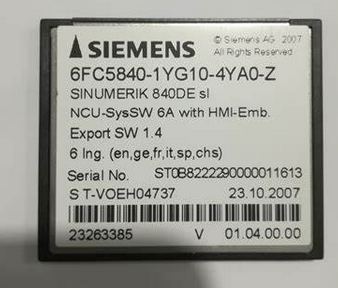 SIEMENS
© Siemens AG 2007
All Rights Reserved
6FC5840-1YG10-4YA0-Z
SINUMERIK 840DE sl
NCU-SysSW 6A with HMI-Emb.
Export SW 1.4
6 lng. (en,ge,fr,it,sp,chs)
Serial No. ST0B8222290000011613
S T-VOEH04737 23.10.2007
23263385 V 01.04.00.00